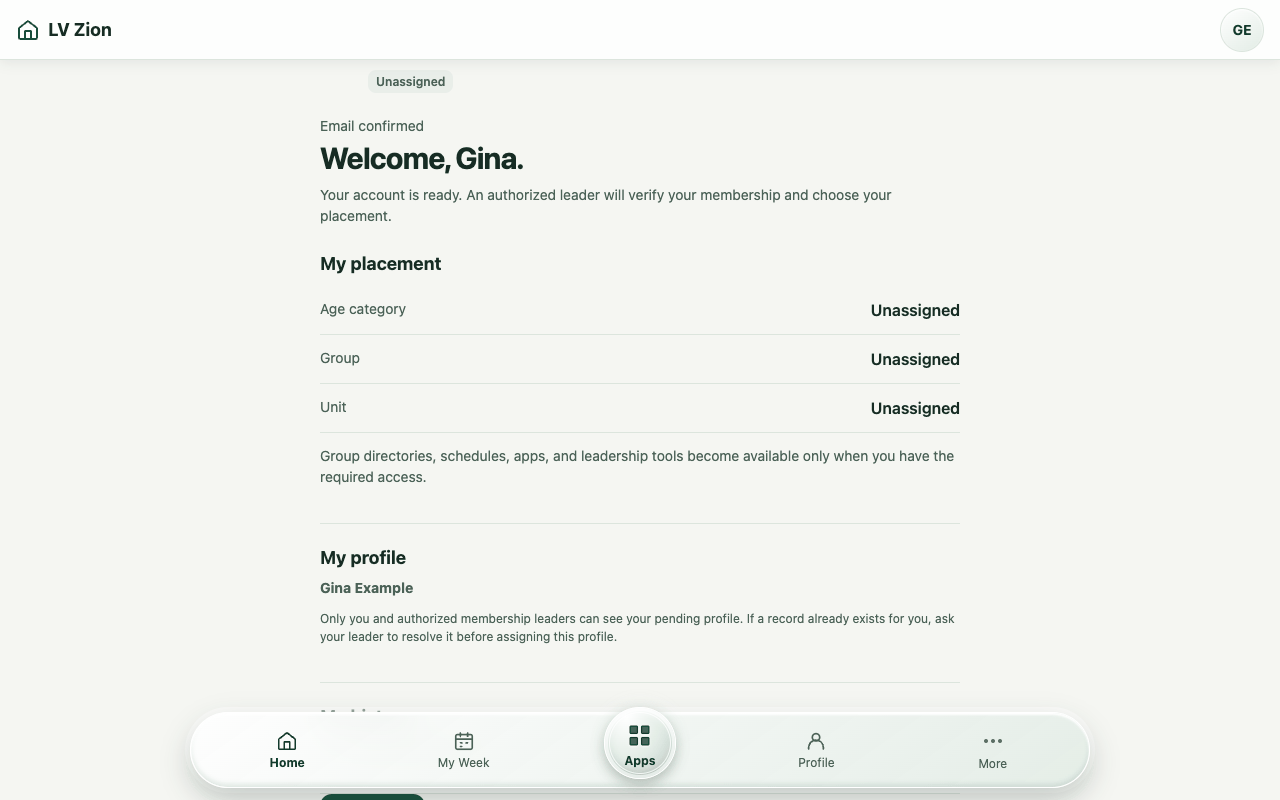 LV Zion
GE
Unassigned
Email confirmed
Welcome, Gina.
Your account is ready. An authorized leader will verify your membership and choose your
placement.
My placement
Age category
Unassigned
Group
Unassigned
Unit
Unassigned
Group directories, schedules, apps, and leadership tools become available only when you have the
required access.
My profile
Gina Example
Only you and authorized membership leaders can see your pending profile. If a record already exists for you, ask
your leader to resolve it before assigning this profile.
Home
My Week
Apps
Profile
More